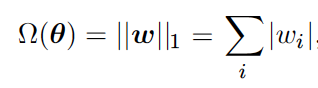 Ω(θ) = ||w||₁ = ∑ᵢ |wᵢ|,